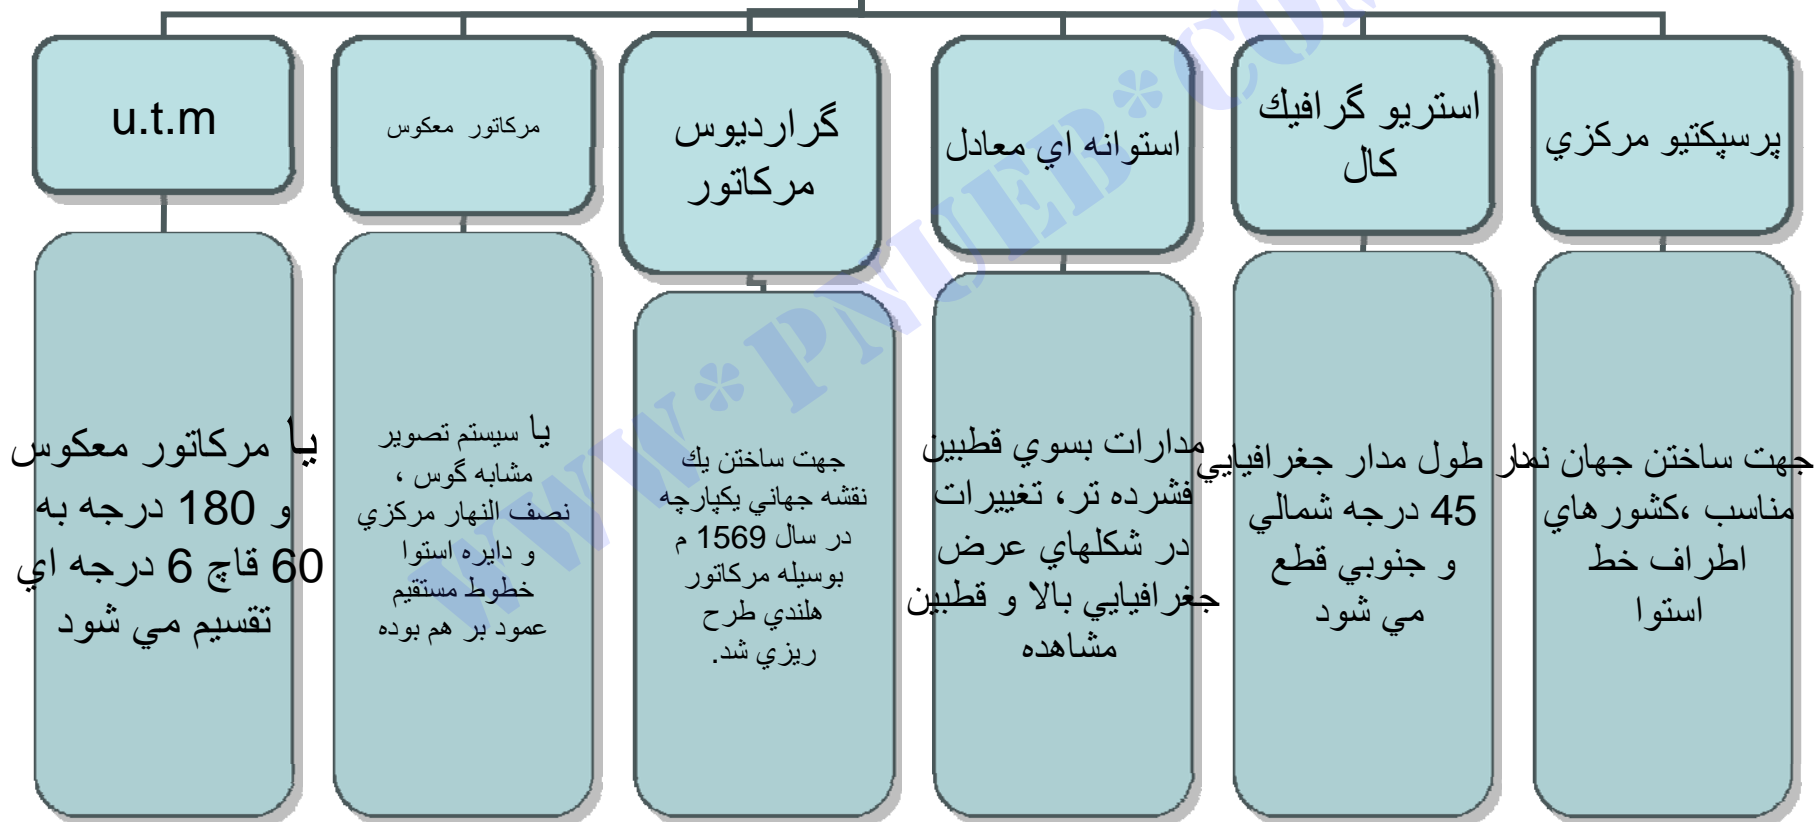 پرسپكتيو مركزي
استريو گرافيك
كال
استوانه اي معادل
گرارديوس
مركاتور
مركاتور معكوس
u.t.m
جهت ساختن جهان نما
مناسب ،كشورهاي
اطراف خط
استوا
در طول مدار جغرافيايي
45 درجه شمالي
و جنوبي قطع
مي شود
مدارات بسوي قطبين
فشرده تر، تغييرات
در شكلهاي عرض
جغرافيايي بالا و قطبين
مشاهده
جهت ساختن يك
نقشه جهاني يكپارچه
در سال 1569 م
بوسيله مركاتور
هلندي طرح
ريزي شد.
يا سيستم تصوير
مشابه گوس ،
نصف النهار مركزي
و دايره استوا
خطوط مستقيم
عمود بر هم بوده
يا مركاتور معكوس
و 180 درجه به
60 قاچ 6 درجه اي
تقسيم مي شود
WWW*PNUEB*COM